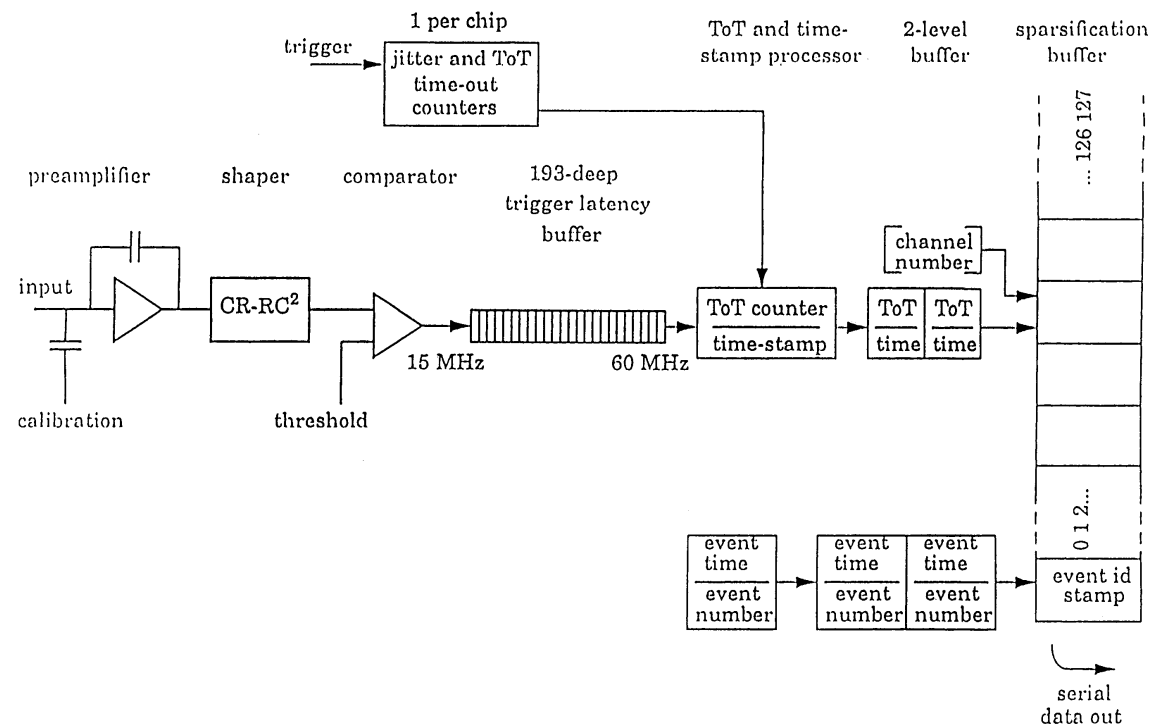 1 per chip
trigger
jitter and ToT
time-out
counters
ToT and time-
stamp processor
2-level
buffer
sparsification
buffer
... 126 127
preamplifier
shaper
comparator
193-deep
trigger latency
buffer
input
CR-RC²
15 MHz
60 MHz
calibration
threshold
ToT counter
time-stamp
channel
number
ToT
time
ToT
time
0 1 2...
event
time
event
number
event
time
event
number
event
time
event
number
event id
stamp
serial
data out